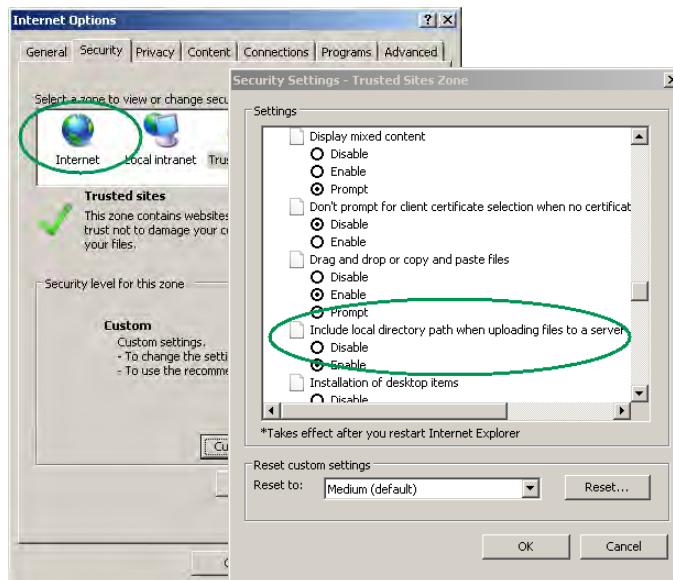 Internet Options
General Security Privacy Content Connections Programs Advanced
Select a zone to view or change
Internet Local intranet
Trusted sites
This zone contains websites
trust not to damage your
your files.
Security level for this zone
Custom
Custom settings.
- To change the
- To use the
Security Settings - Trusted Sites Zone
Settings
Display mixed content
Disable
Enable
Prompt
Don't prompt for client certificate selection when no certificat
Disable
Enable
Drag and drop or copy and paste files
Disable
Enable
Prompt
Include local directory path when uploading files to a server
Disable
Enable
Installation of desktop items
Disable
*Takes effect after you restart Internet Explorer
Reset custom settings
Reset to: Medium (default) Reset...
OK Cancel